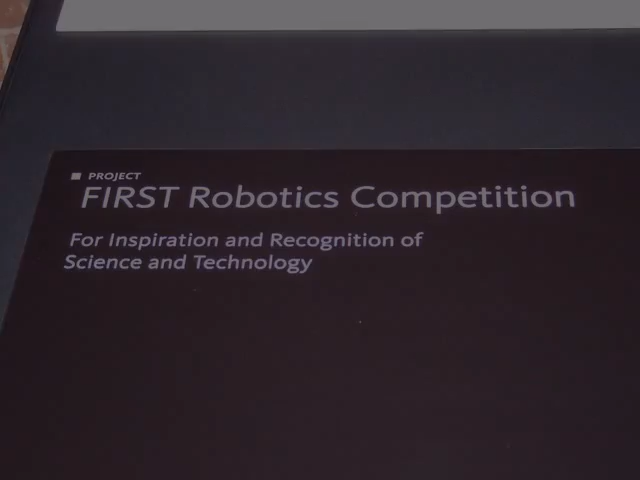 PROJECT
FIRST Robotics Competition
For Inspiration and Recognition of
Science and Technology